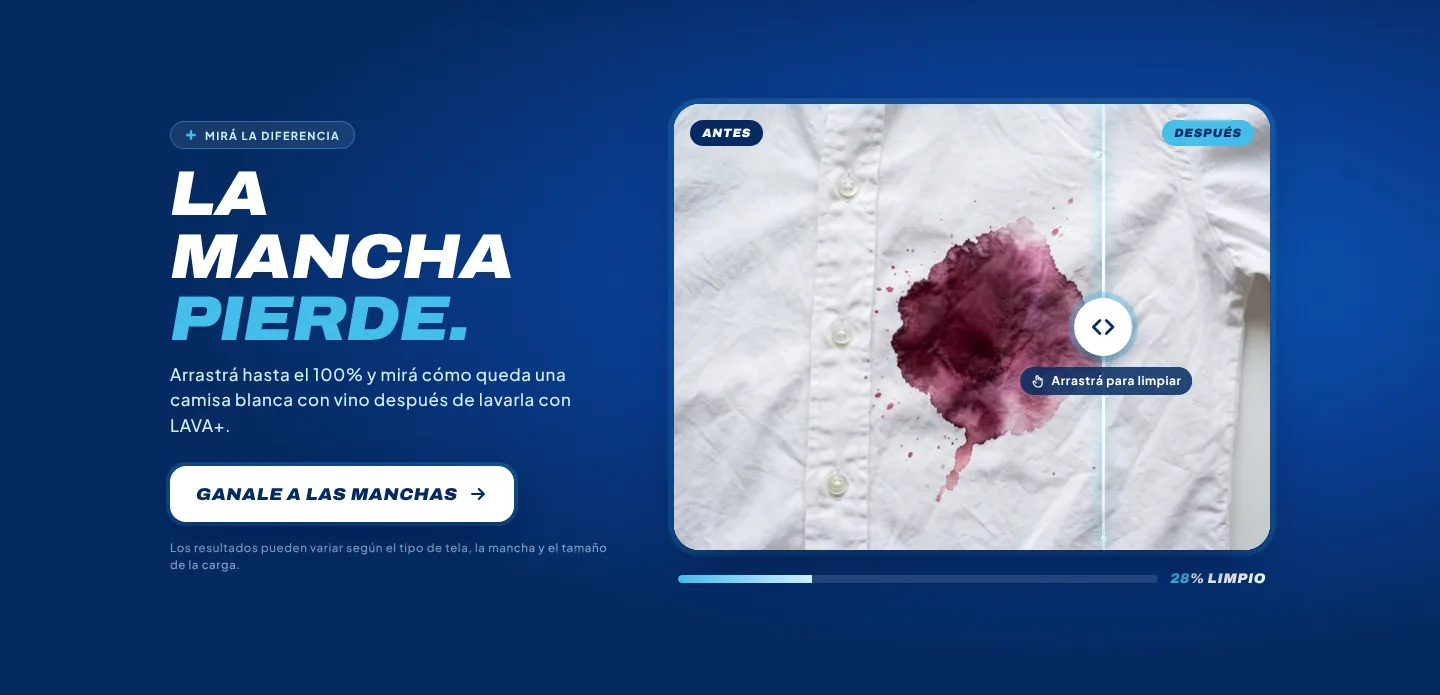 MIRÁ LA DIFERENCIA
LA
MANCHA
PIERDE.
Arrastrá hasta el 100% y mirá cómo queda una
camisa blanca con vino después de lavarla con
LAVA+.
GANALE A LAS MANCHAS
Los resultados pueden variar según el tipo de tela, la mancha y el tamaño
de la carga.
ANTES
DESPUÉS
Arrastrá para limpiar
28% LIMPIO